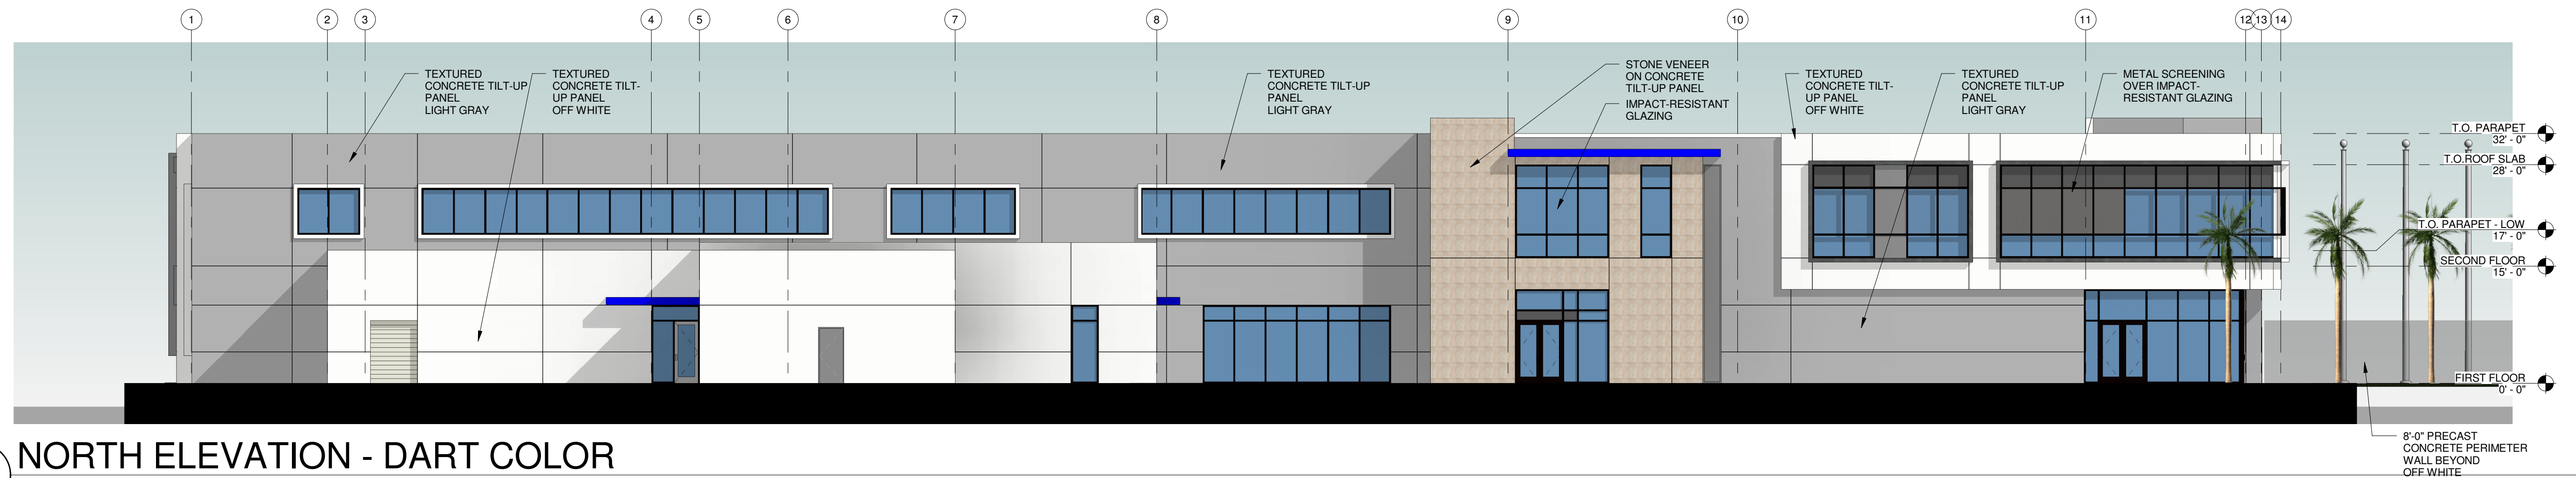 1
2
3
4
5
6
7
8
9
10
11
12
13
14
TEXTURED
CONCRETE TILT-UP
PANEL
LIGHT GRAY
TEXTURED
CONCRETE TILT-
UP PANEL
OFF WHITE
TEXTURED
CONCRETE TILT-UP
PANEL
LIGHT GRAY
STONE VENEER
ON CONCRETE
TILT-UP PANEL
IMPACT-RESISTANT
GLAZING
TEXTURED
CONCRETE TILT-
UP PANEL
OFF WHITE
TEXTURED
CONCRETE TILT-UP
PANEL
LIGHT GRAY
METAL SCREENING
OVER IMPACT-
RESISTANT GLAZING
T.O. PARAPET
32' - 0"
T.O.ROOF SLAB
28' - 0"
T.O. PARAPET - LOW
17' - 0"
SECOND FLOOR
15' - 0"
FIRST FLOOR
0' - 0"
8'-0" PRECAST
CONCRETE PERIMETER
WALL BEYOND
OFF WHITE
NORTH ELEVATION - DART COLOR